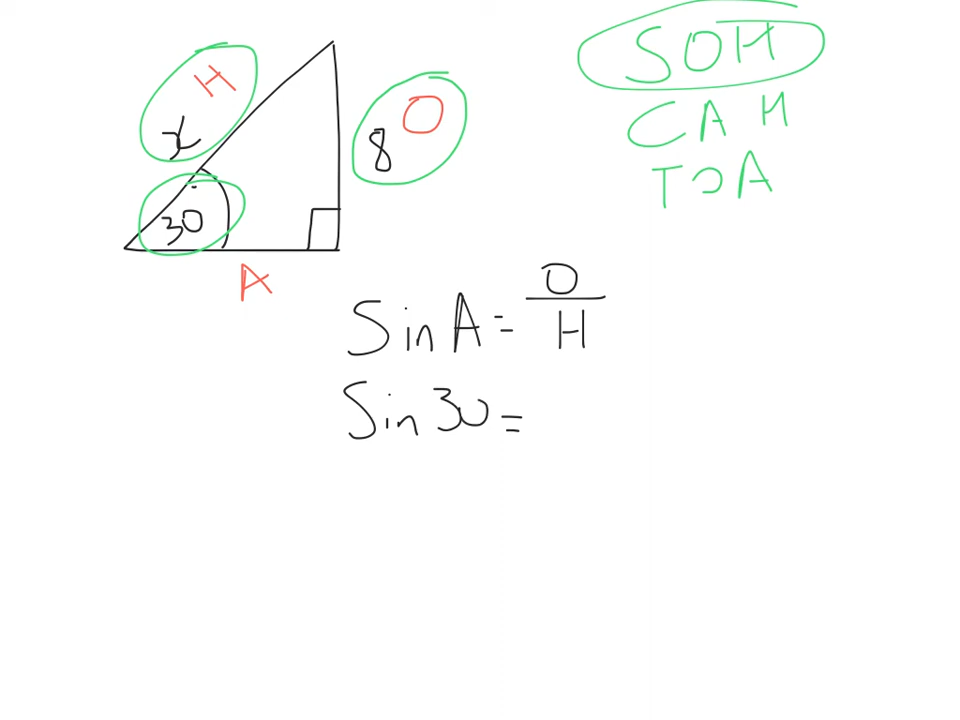 H
x
8 O
30
A
SOH
CAH
TOA
Sin A = O/H
Sin 30 =